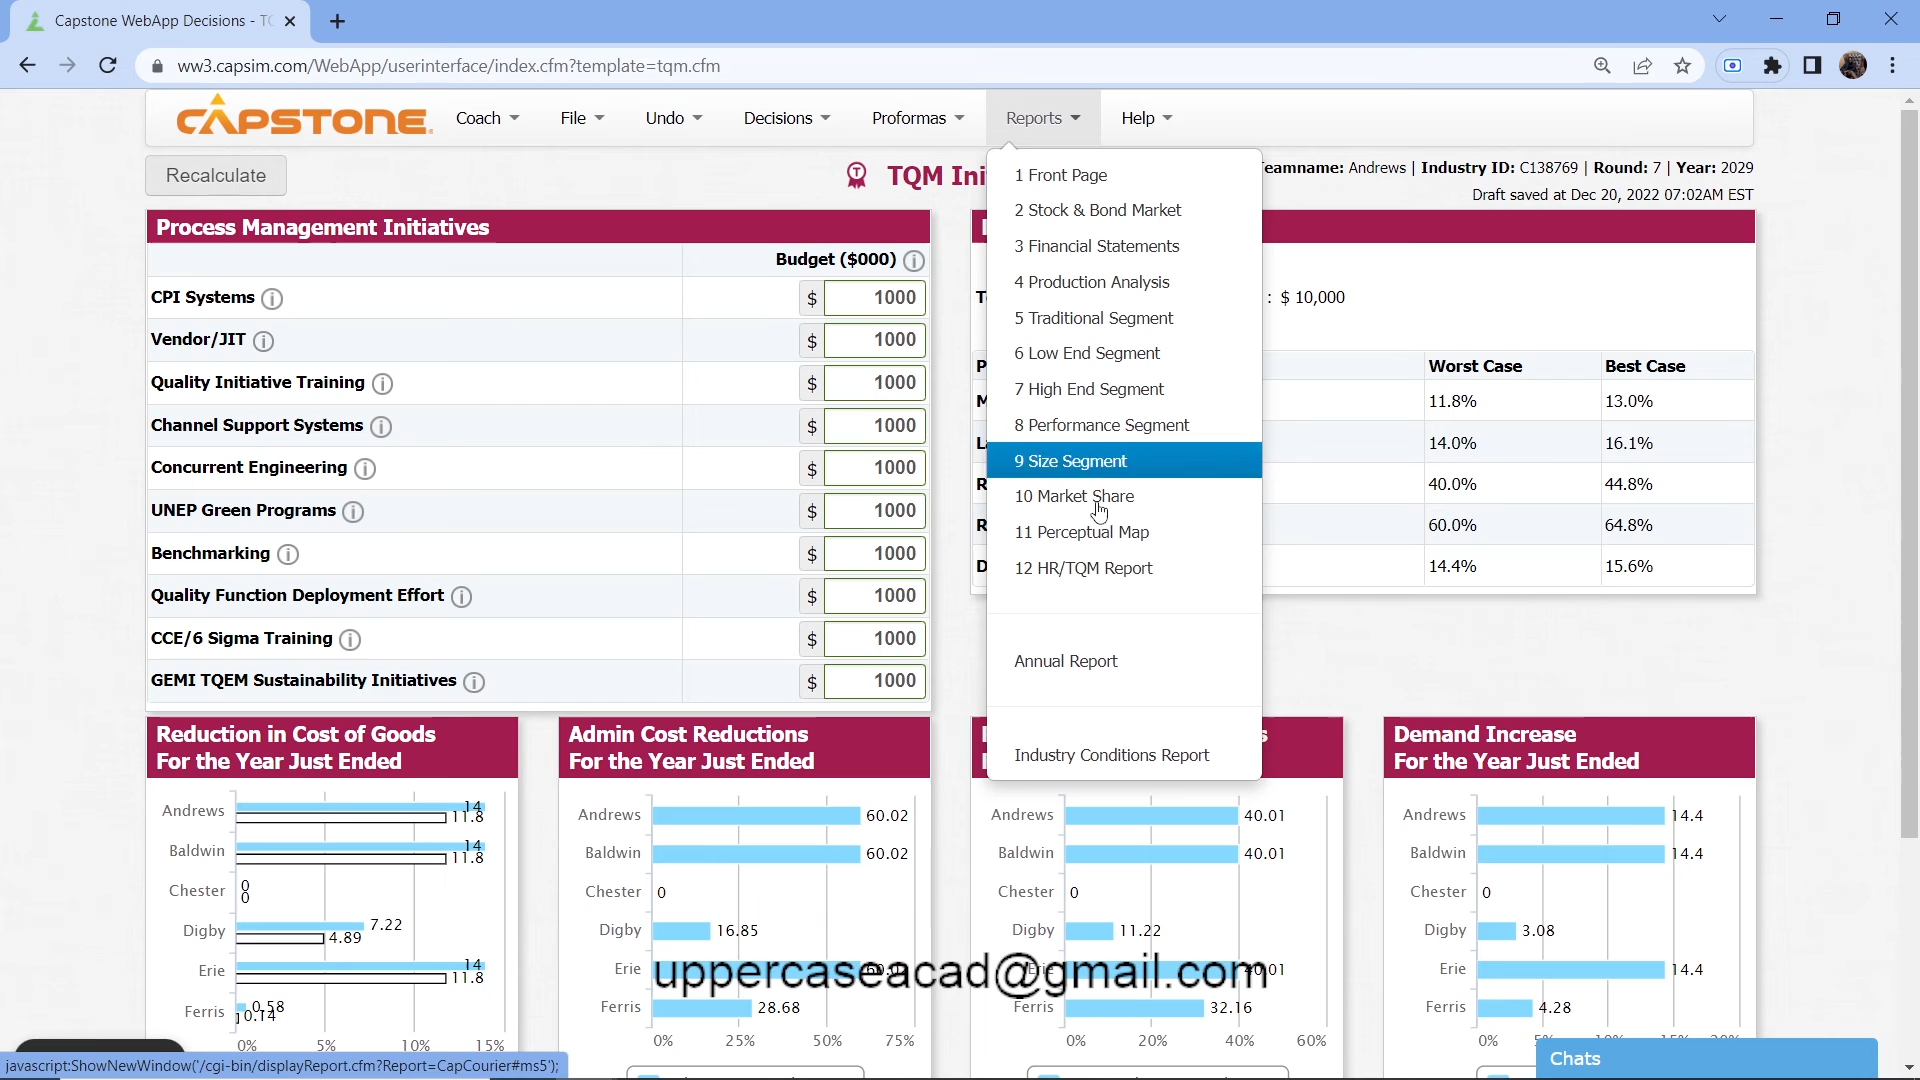 Capstone WebApp Decisions - TQ
ww3.capsim.com/WebApp/userinterface/index.cfm?template=tqm.cfm
CAPSTONE
Coach
File
Undo
Decisions
Proformas
Reports
Help
Recalculate
TQM Ini
eamname: Andrews | Industry ID: C138769 | Round: 7 | Year: 2029
Draft saved at Dec 20, 2022 07:02AM EST
1 Front Page
2 Stock & Bond Market
3 Financial Statements
4 Production Analysis
5 Traditional Segment
6 Low End Segment
7 High End Segment
8 Performance Segment
9 Size Segment
10 Market Share
11 Perceptual Map
12 HR/TQM Report
Annual Report
Industry Conditions Report
Process Management Initiatives
Budget ($000)
CPI Systems $ 1000
Vendor/JIT $ 1000
Quality Initiative Training $ 1000
Channel Support Systems $ 1000
Concurrent Engineering $ 1000
UNEP Green Programs $ 1000
Benchmarking $ 1000
Quality Function Deployment Effort $ 1000
CCE/6 Sigma Training $ 1000
GEMI TQEM Sustainability Initiatives $ 1000
: $ 10,000
Worst Case Best Case
11.8% 13.0%
14.0% 16.1%
40.0% 44.8%
60.0% 64.8%
14.4% 15.6%
Reduction in Cost of Goods
For the Year Just Ended
Andrews 14
11.8
Baldwin 14
11.8
Chester 0
0
Digby 7.22
4.89
Erie 14
11.8
Ferris 0.58
0.14
0% 5% 10% 15%
Admin Cost Reductions
For the Year Just Ended
Andrews 60.02
Baldwin 60.02
Chester 0
Digby 16.85
Erie
Ferris 28.68
0% 25% 50% 75%
Andrews 40.01
Baldwin 40.01
Chester 0
Digby 11.22
Erie 40.01
Ferris 32.16
0% 20% 40% 60%
Demand Increase
For the Year Just Ended
Andrews 14.4
Baldwin 14.4
Chester 0
Digby 3.08
Erie 14.4
Ferris 4.28
0%
uppercaseacad@gmail.com
Chats
javascript:ShowNewWindow('/cgi-bin/displayReport.cfm?Report=CapCourier#ms5');